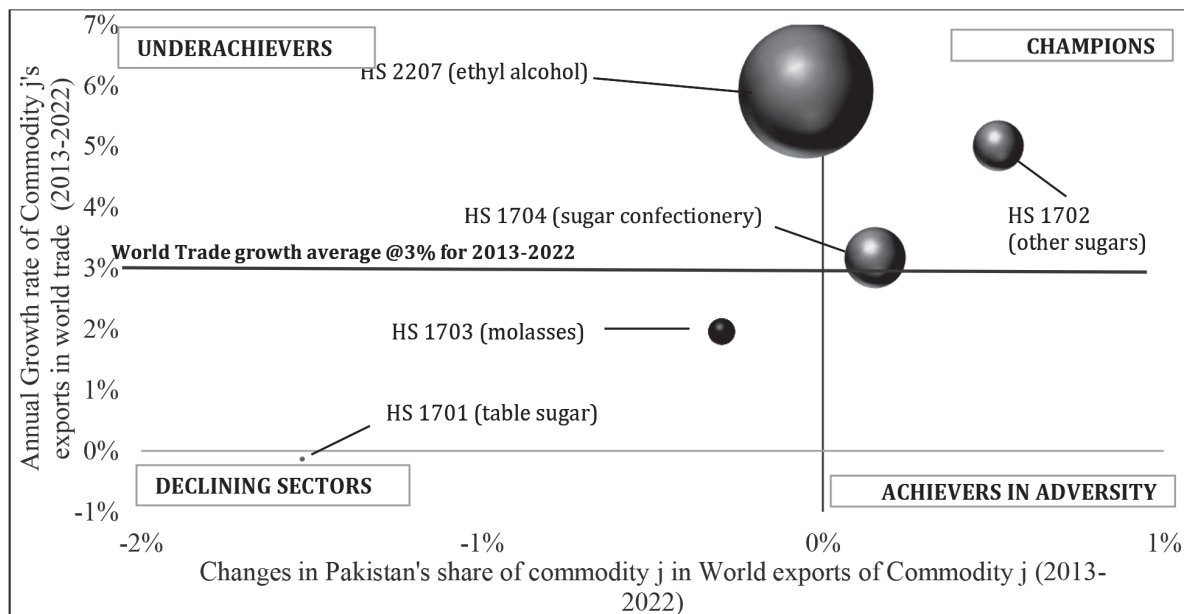 7%
UNDERACHIEVERS
CHAMPIONS
HS 2207 (ethyl alcohol)
6%
5%
4%
HS 1704 (sugar confectionery)
HS 1702
(other sugars)
World Trade growth average @3% for 2013-2022
3%
2%
HS 1703 (molasses)
1%
HS 1701 (table sugar)
0%
DECLINING SECTORS
ACHIEVERS IN ADVERSITY
-1%
-2%
-1%
0%
1%
Annual Growth rate of Commodity j's
exports in world trade (2013-2022)
Changes in Pakistan's share of commodity j in World exports of Commodity j (2013-
2022)